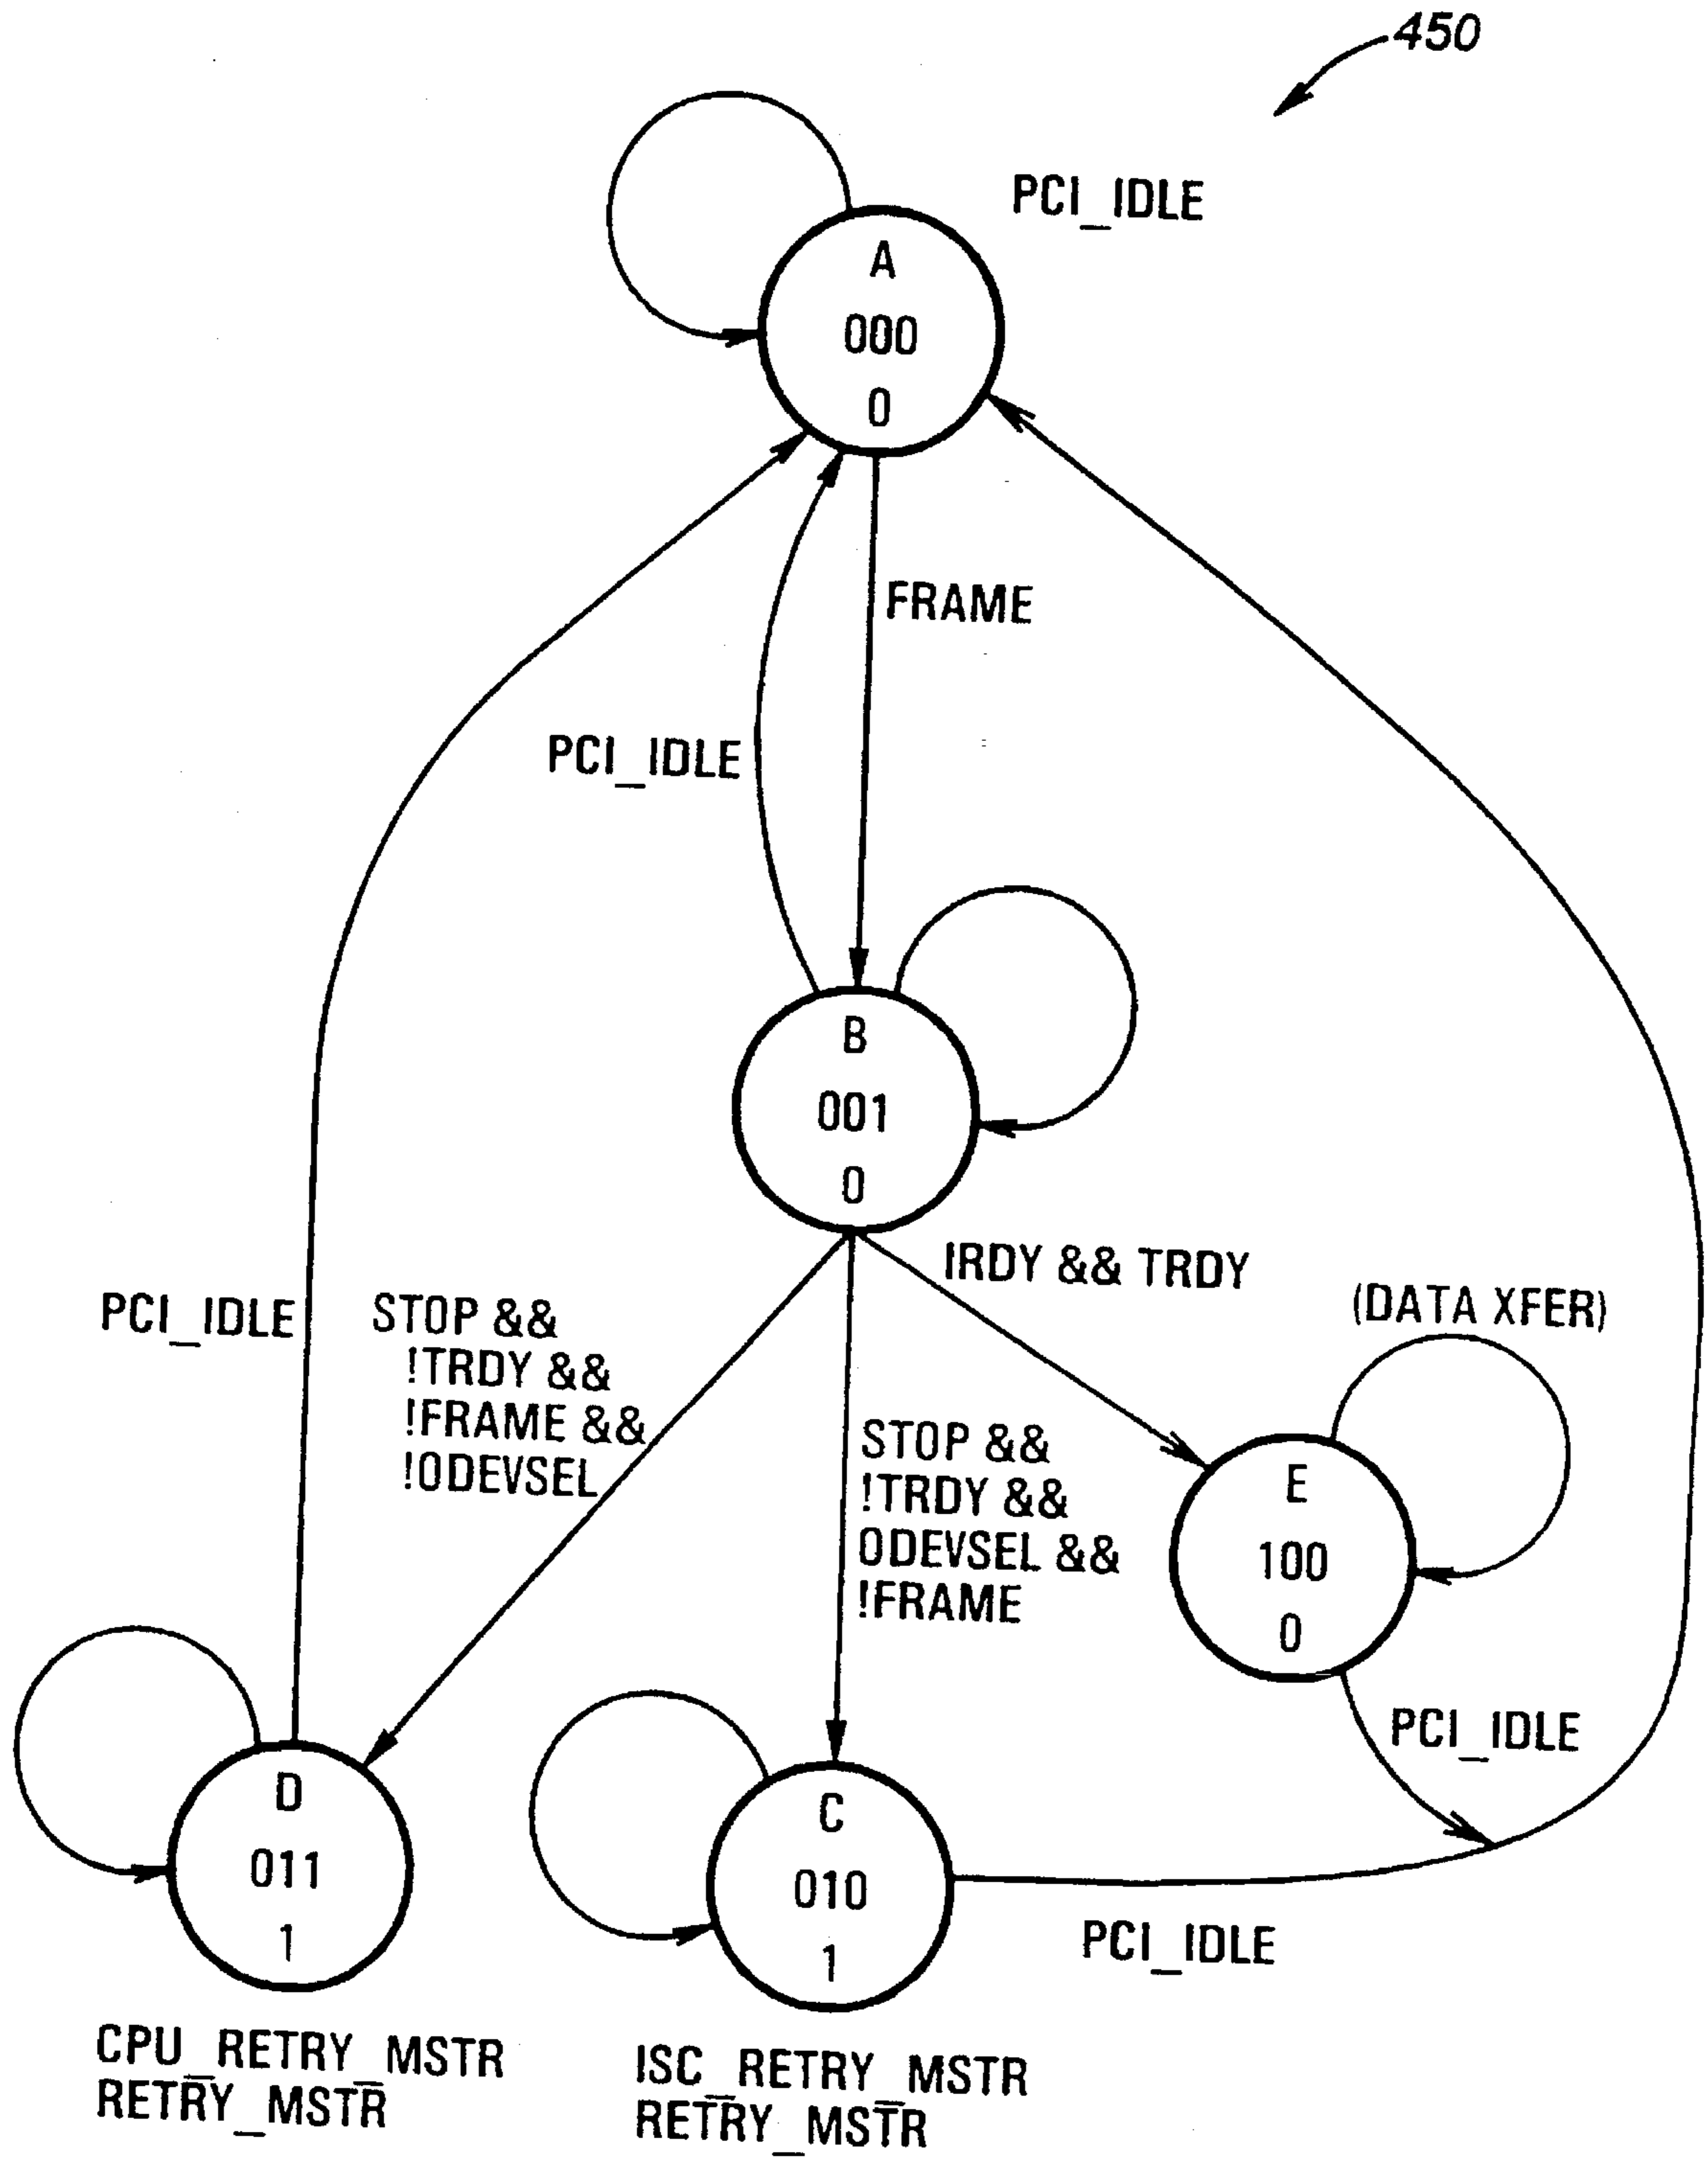 450
PCI_IDLE
A
000
0
FRAME
PCI_IDLE
B
001
0
IRDY && TRDY
(DATA XFER)
PCI_IDLE
STOP &&
!TRDY &&
!FRAME &&
!ODEVSEL
STOP &&
!TRDY &&
ODEVSEL &&
!FRAME
E
100
0
PCI_IDLE
D
011
1
C
010
1
PCI_IDLE
CPU_RETRY_MSTR
RETRY_MSTR
ISC_RETRY_MSTR
RETRY_MSTR